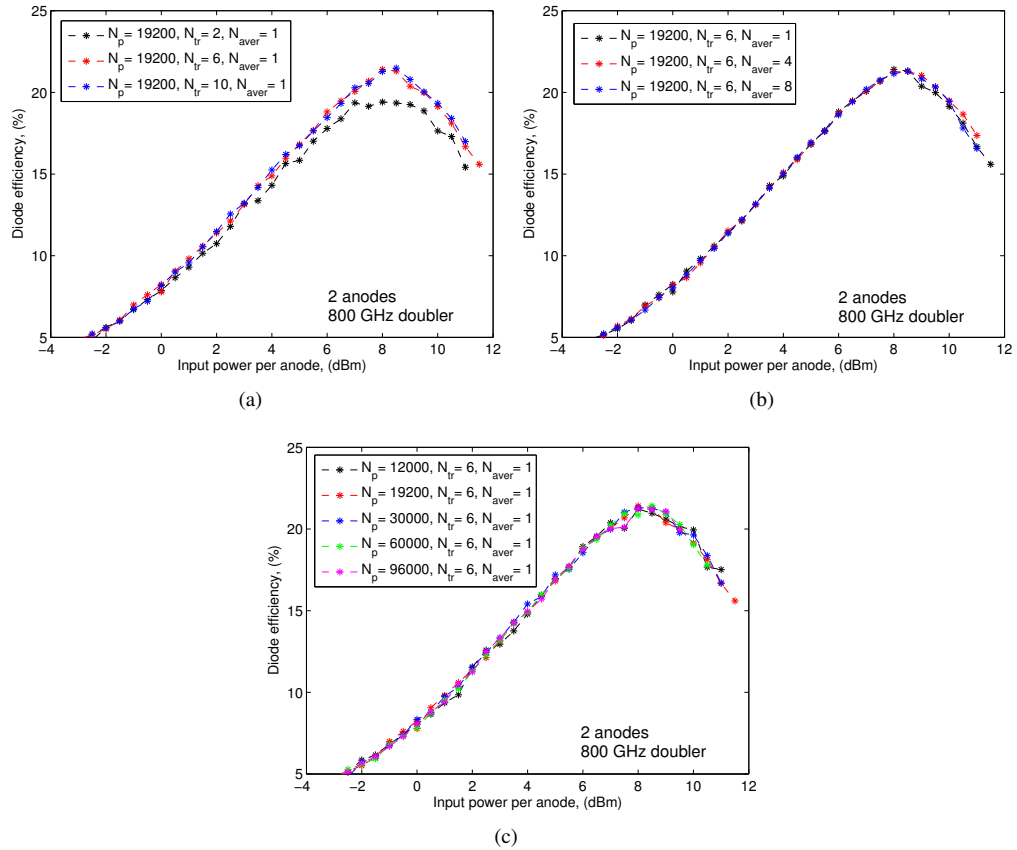 25
20
15
10
5
Diode efficiency, (%)
N_p= 19200, N_tr= 2, N_aver= 1
N_p= 19200, N_tr= 6, N_aver= 1
N_p= 19200, N_tr= 10, N_aver= 1
2 anodes
800 GHz doubler
−4 −2 0 2 4 6 8 10 12
Input power per anode, (dBm)
(a)
25
20
15
10
5
Diode efficiency, (%)
N_p= 19200, N_tr= 6, N_aver= 1
N_p= 19200, N_tr= 6, N_aver= 4
N_p= 19200, N_tr= 6, N_aver= 8
2 anodes
800 GHz doubler
−4 −2 0 2 4 6 8 10 12
Input power per anode, (dBm)
(b)
25
20
15
10
5
Diode efficiency, (%)
N_p= 12000, N_tr= 6, N_aver= 1
N_p= 19200, N_tr= 6, N_aver= 1
N_p= 30000, N_tr= 6, N_aver= 1
N_p= 60000, N_tr= 6, N_aver= 1
N_p= 96000, N_tr= 6, N_aver= 1
2 anodes
800 GHz doubler
−4 −2 0 2 4 6 8 10 12
Input power per anode, (dBm)
(c)